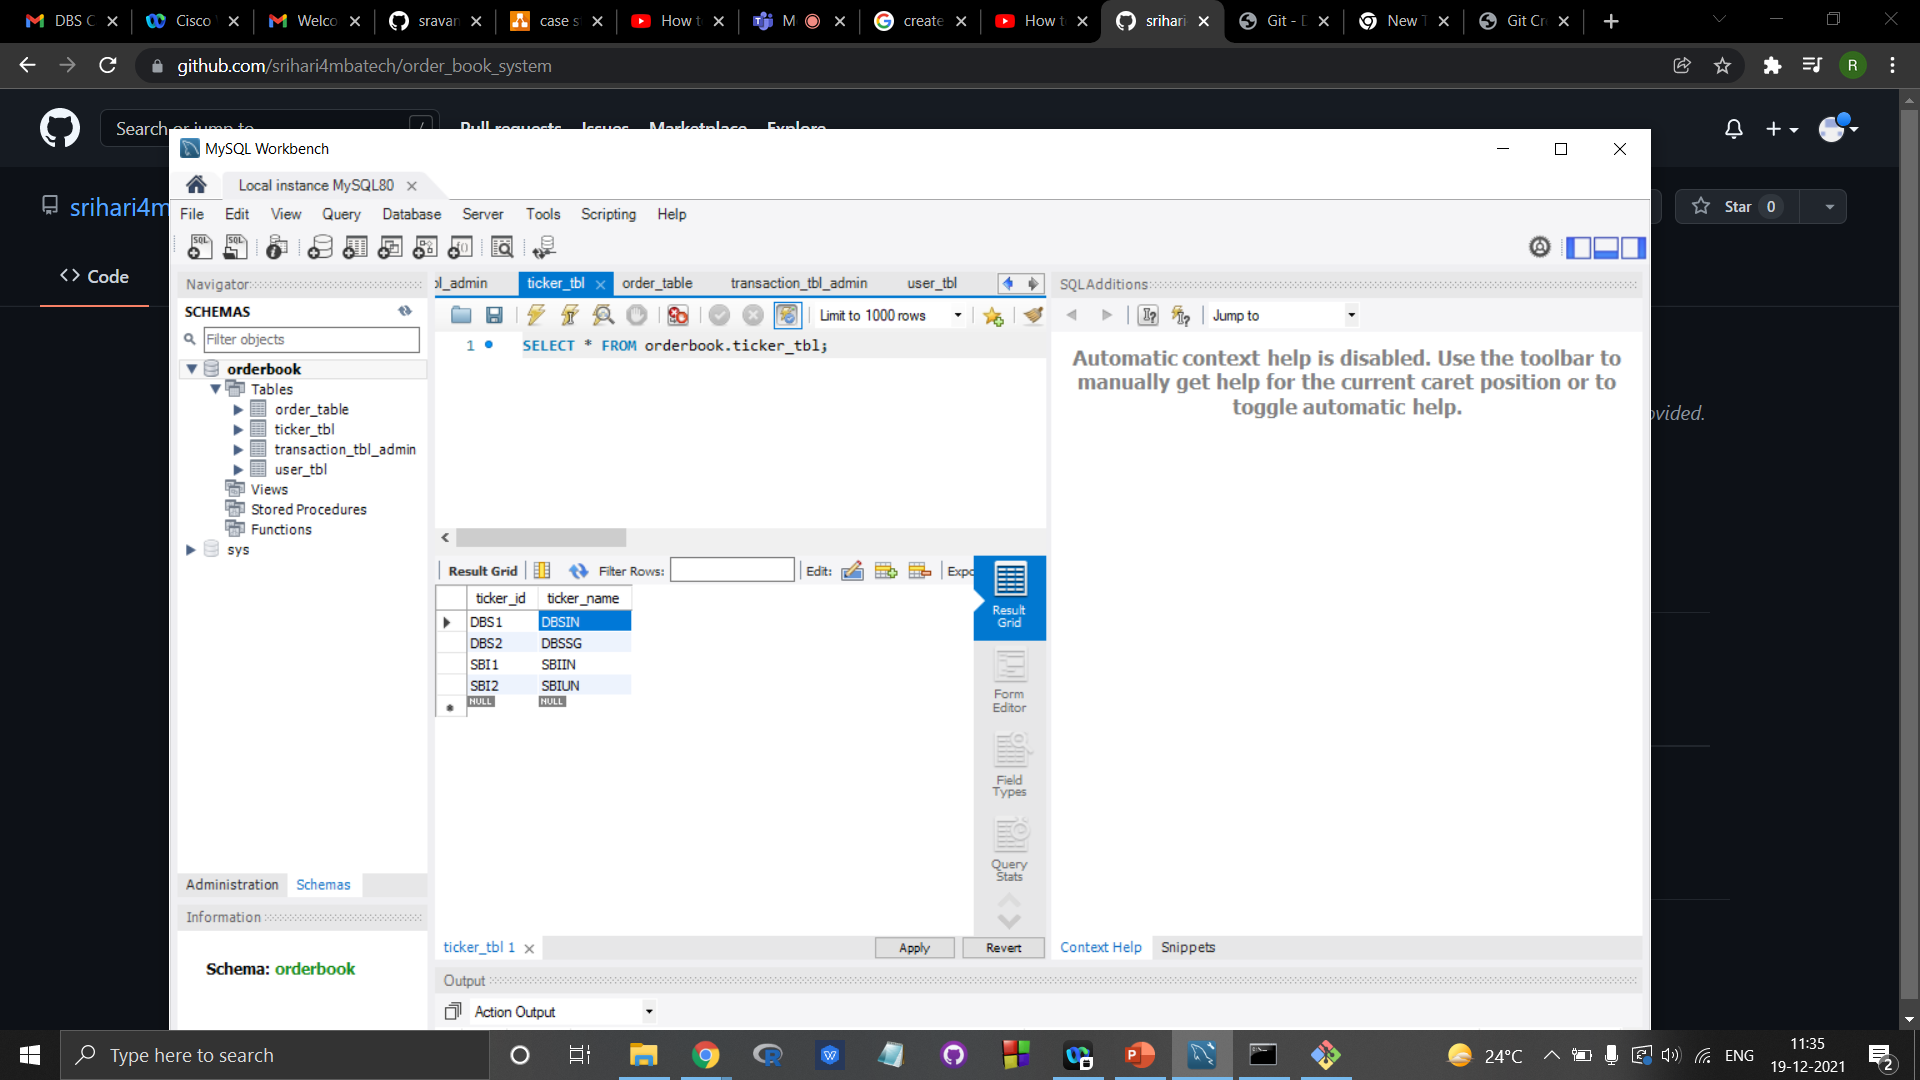 DBS C
Cisco
Welco
sravan
case s
How t
M
create
How t
srihari
Git - D
New T
Git Cr
github.com/srihari4mbatech/order_book_system
R
Search or jump to
/
Pull requests Issues Marketplace Explore
MySQL Workbench
Local instance MySQL80
srihari4m
Star 0
File Edit View Query Database Server Tools Scripting Help
Code
Navigator
SCHEMAS
Filter objects
orderbook
Tables
order_table
ticker_tbl
transaction_tbl_admin
user_tbl
Views
Stored Procedures
Functions
sys
Administration Schemas
Information
Schema: orderbook
ol_admin ticker_tbl order_table transaction_tbl_admin user_tbl
Limit to 1000 rows
1 SELECT * FROM orderbook.ticker_tbl;
Result Grid Filter Rows: Edit: Expo
ticker_id ticker_name
DBS1 DBSIN
DBS2 DBSSG
SBI1 SBIIN
SBI2 SBIUN
NULL NULL
Result
Grid
Form
Editor
Field
Types
Query
Stats
ticker_tbl 1 Apply Revert
SQLAdditions
Jump to
Automatic context help is disabled. Use the toolbar to
manually get help for the current caret position or to
toggle automatic help.
ovided.
Context Help Snippets
Output
Action Output
Type here to search
24°C
ENG
11:35
19-12-2021
2